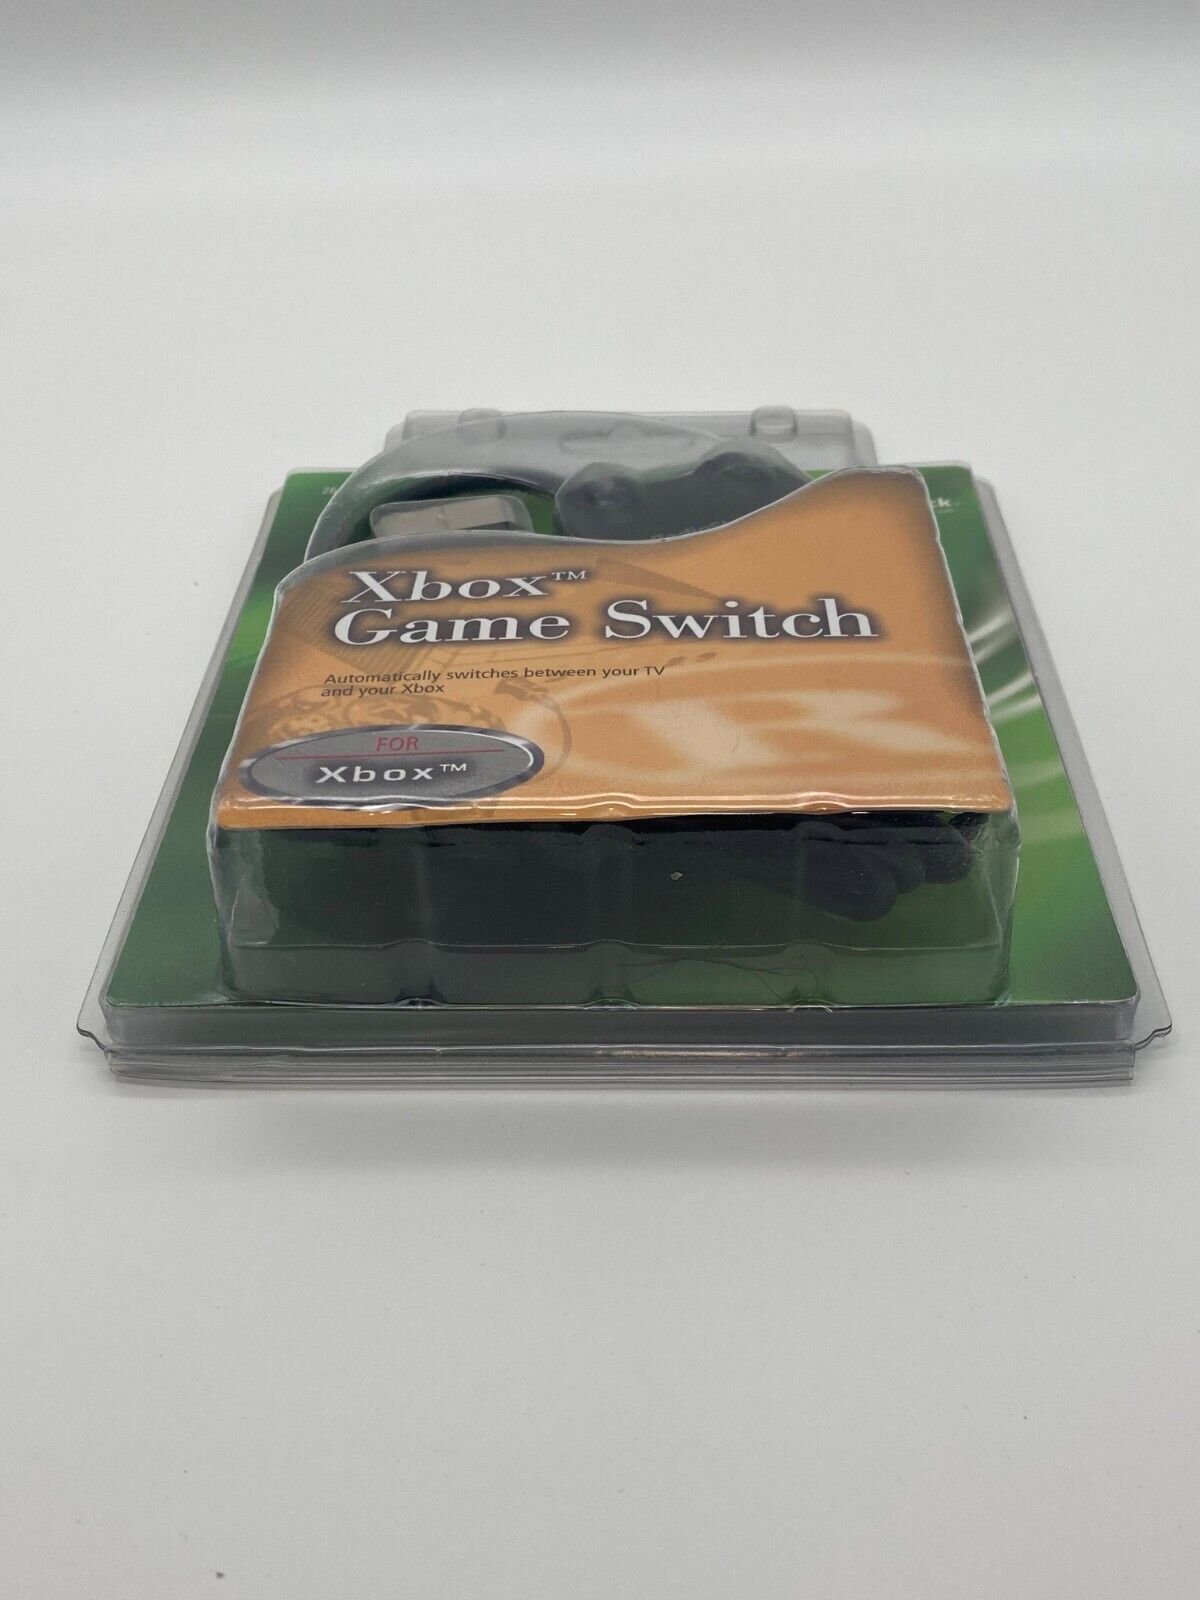 Xbox™
Game Switch
Automatically switches between your TV
and your Xbox
FOR
Xbox™